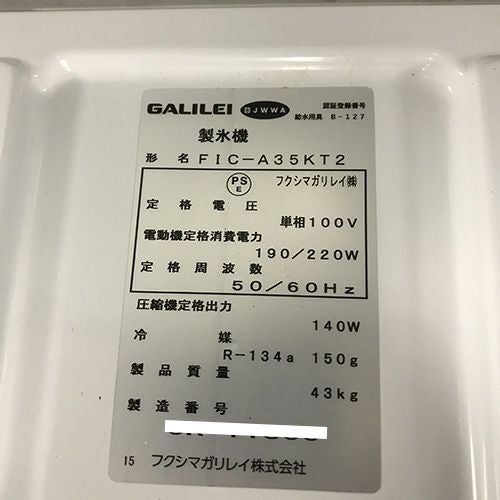 GALILEI JWWA 認証登録番号
給水用具 B-127
製氷機
形名 FIC-A35KT2
PS E フクシマガリレイ㈱
定格電圧
単相100V
電動機定格消費電力
190/220W
定格周波数
50/60Hz
圧縮機定格出力
140W
冷媒
R-134a 150g
製品質量
43kg
製造番号
15 フクシマガリレイ株式会社